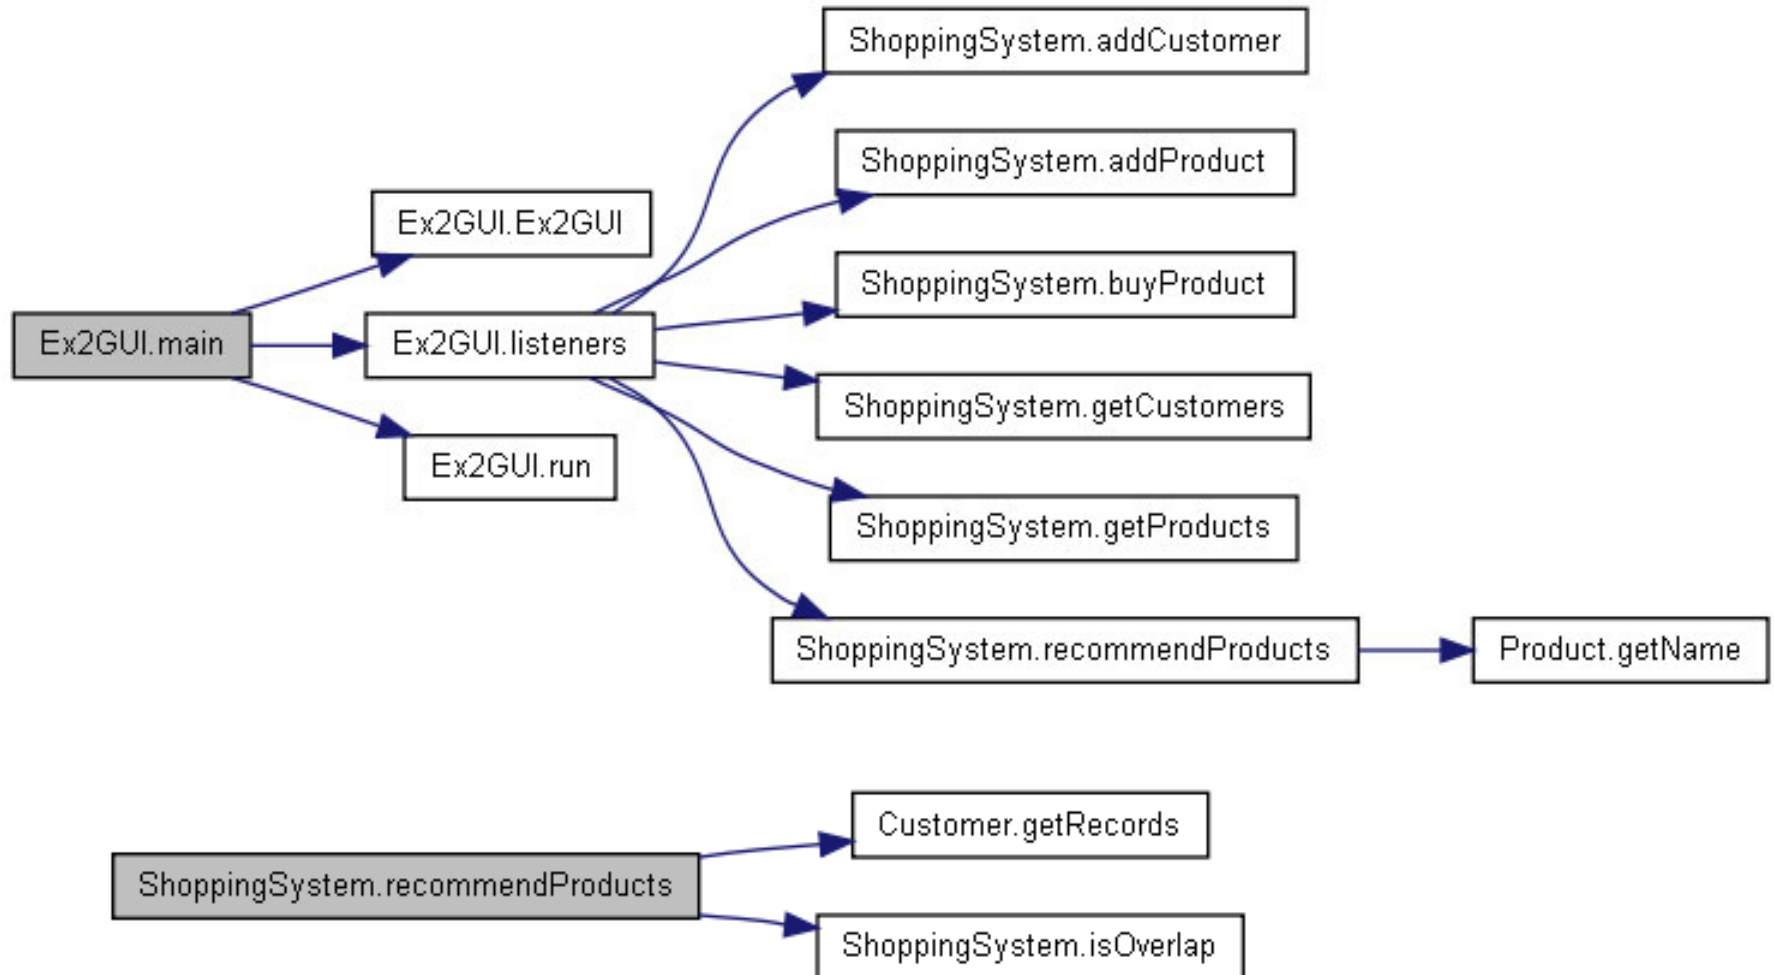 ShoppingSystem.addCustomer
ShoppingSystem.addProduct
Ex2GUI.Ex2GUI
ShoppingSystem.buyProduct
Ex2GUI.main
Ex2GUI.listeners
ShoppingSystem.getCustomers
Ex2GUI.run
ShoppingSystem.getProducts
ShoppingSystem.recommendProducts
Product.getName
Customer.getRecords
ShoppingSystem.recommendProducts
ShoppingSystem.isOverlap